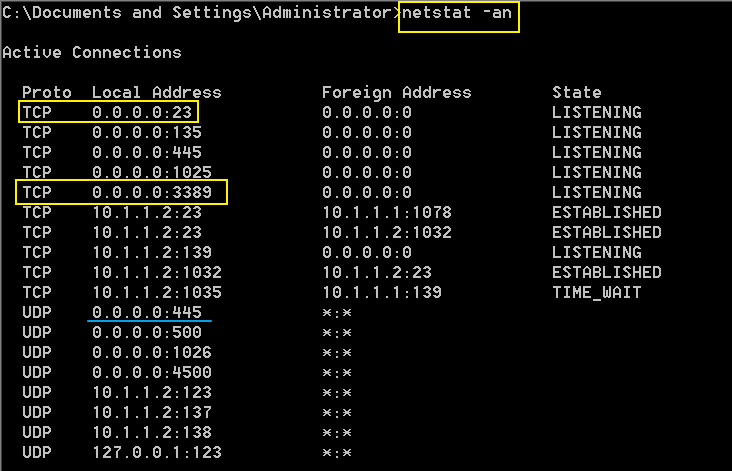 C:\Documents and Settings\Administrator>netstat -an
Active Connections
Proto  Local Address          Foreign Address        State
TCP    0.0.0.0:23             0.0.0.0:0              LISTENING
TCP    0.0.0.0:135            0.0.0.0:0              LISTENING
TCP    0.0.0.0:445            0.0.0.0:0              LISTENING
TCP    0.0.0.0:1025           0.0.0.0:0              LISTENING
TCP    0.0.0.0:3389           0.0.0.0:0              LISTENING
TCP    10.1.1.2:23            10.1.1.1:1078          ESTABLISHED
TCP    10.1.1.2:23            10.1.1.2:1032          ESTABLISHED
TCP    10.1.1.2:139           0.0.0.0:0              LISTENING
TCP    10.1.1.2:1032          10.1.1.2:23            ESTABLISHED
TCP    10.1.1.2:1035          10.1.1.1:139           TIME_WAIT
UDP    0.0.0.0:445            *:*
UDP    0.0.0.0:500            *:*
UDP    0.0.0.0:1026           *:*
UDP    0.0.0.0:4500           *:*
UDP    10.1.1.2:123           *:*
UDP    10.1.1.2:137           *:*
UDP    10.1.1.2:138           *:*
UDP    127.0.0.1:123          *:*